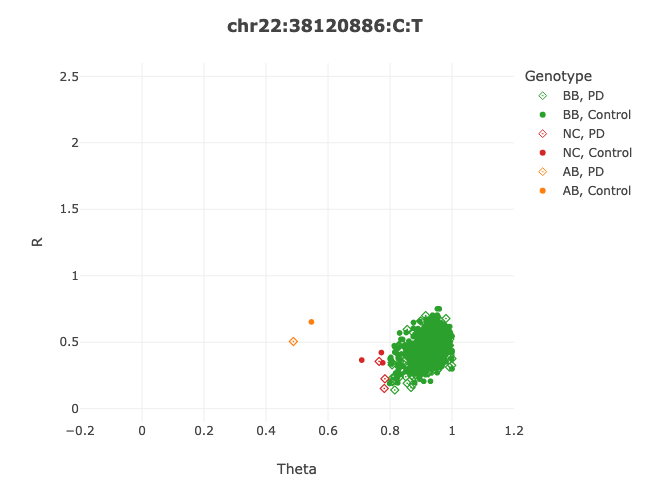 chr22:38120886:C:T
2.5
2
1.5
1
0.5
0
R
−0.2
0
0.2
0.4
0.6
0.8
1
1.2
Theta
Genotype
BB, PD
BB, Control
NC, PD
NC, Control
AB, PD
AB, Control